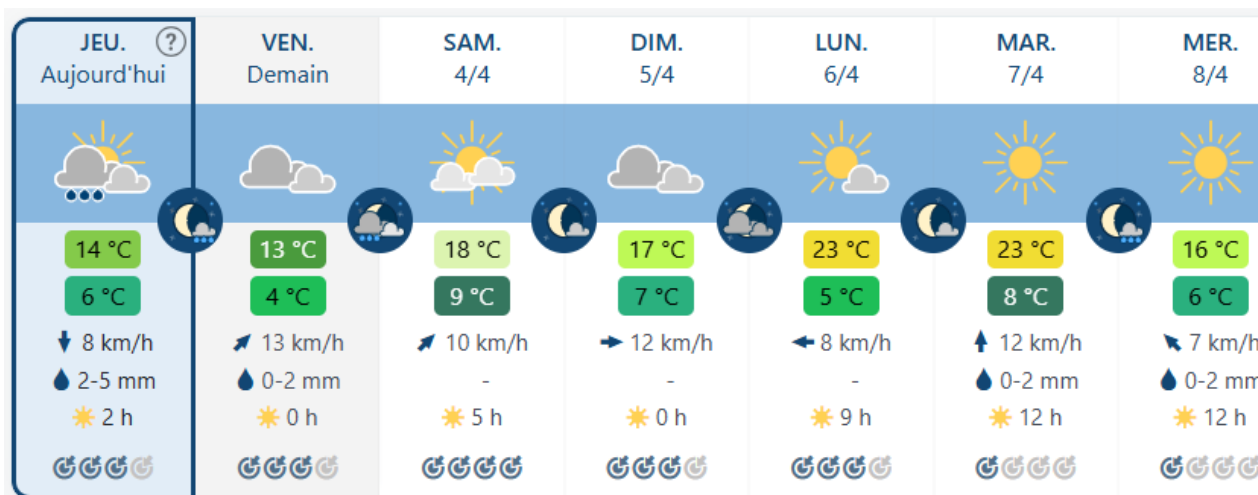 JEU. ? VEN. SAM. DIM. LUN. MAR. MER.
Aujourd'hui Demain 4/4 5/4 6/4 7/4 8/4
14 °C 13 °C 18 °C 17 °C 23 °C 23 °C 16 °C
6 °C 4 °C 9 °C 7 °C 5 °C 8 °C 6 °C
8 km/h 13 km/h 10 km/h 12 km/h 8 km/h 12 km/h 7 km/h
2-5 mm 0-2 mm - - - 0-2 mm 0-2 mm
2 h 0 h 5 h 0 h 9 h 12 h 12 h